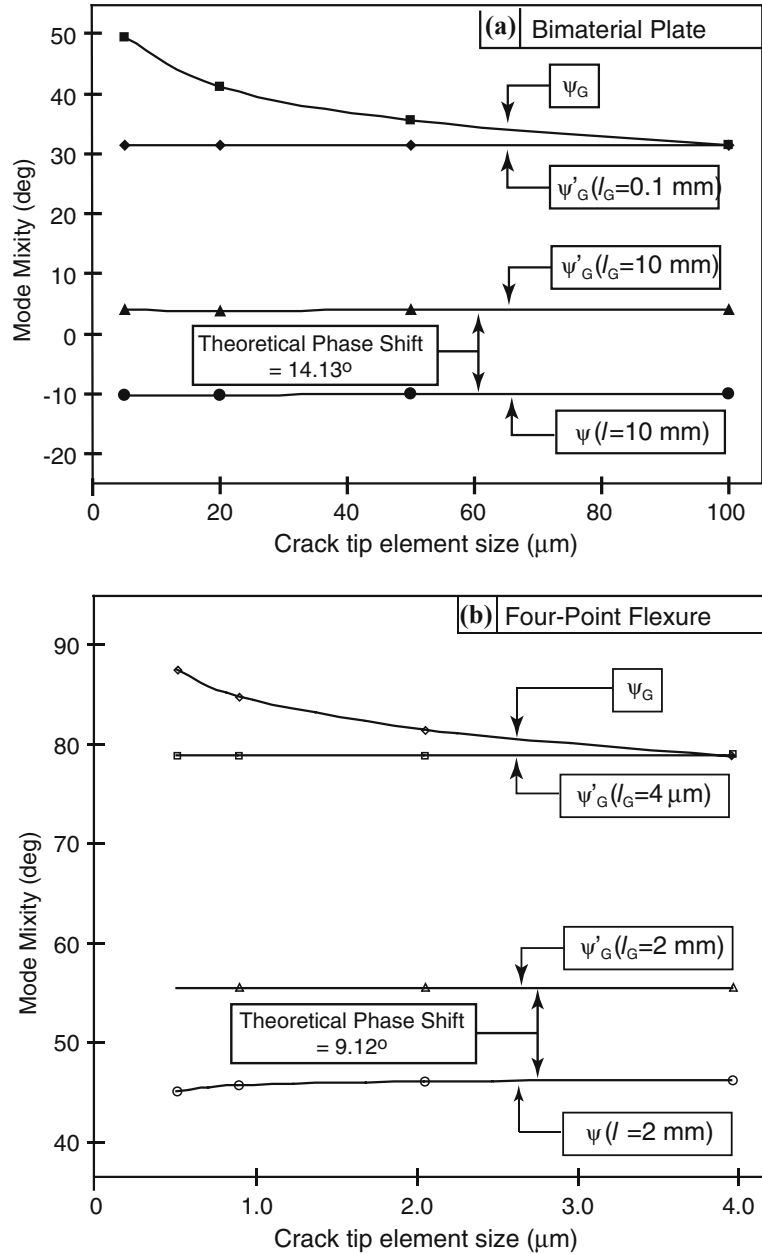 (a) Bimaterial Plate
50
40
30
20
10
0
-10
-20
Mode Mixity (deg)
ψG
ψ'G(lG=0.1 mm)
ψ'G(lG=10 mm)
Theoretical Phase Shift
= 14.13º
ψ(l=10 mm)
0 20 40 60 80 100
Crack tip element size (μm)
(b) Four-Point Flexure
90
80
70
60
50
40
Mode Mixity (deg)
ψG
ψ'G(lG=4 μm)
ψ'G(lG=2 mm)
Theoretical Phase Shift
= 9.12º
ψ(l =2 mm)
0 1.0 2.0 3.0 4.0
Crack tip element size (μm)